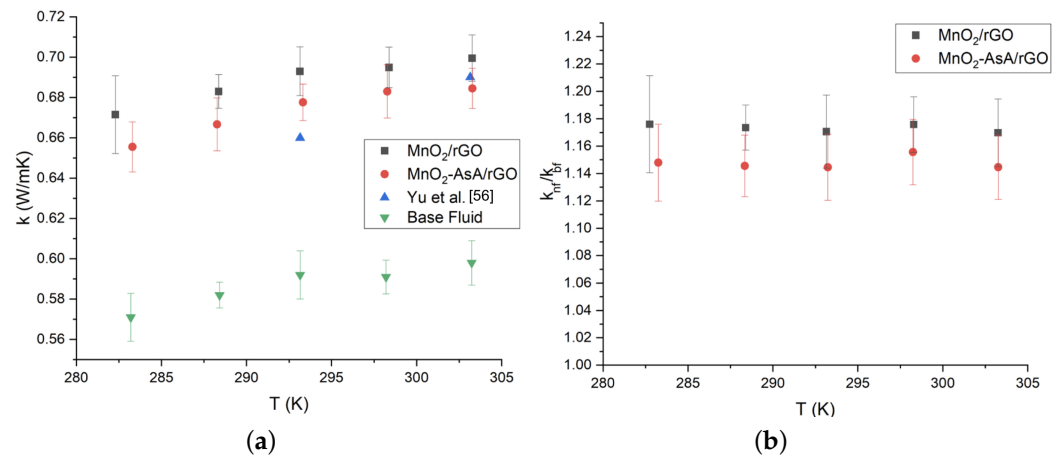 0.72
0.70
0.68
0.66
0.64
0.62
0.60
0.58
0.56
k (W/mK)
MnO₂/rGO
MnO₂-AsA/rGO
Yu et al. [56]
Base Fluid
280 285 290 295 300 305
T (K)
(a)
1.24
1.22
1.20
1.18
1.16
1.14
1.12
1.10
1.08
1.06
1.04
1.02
1.00
k_nf/k_bf
MnO₂/rGO
MnO₂-AsA/rGO
280 285 290 295 300 305
T (K)
(b)